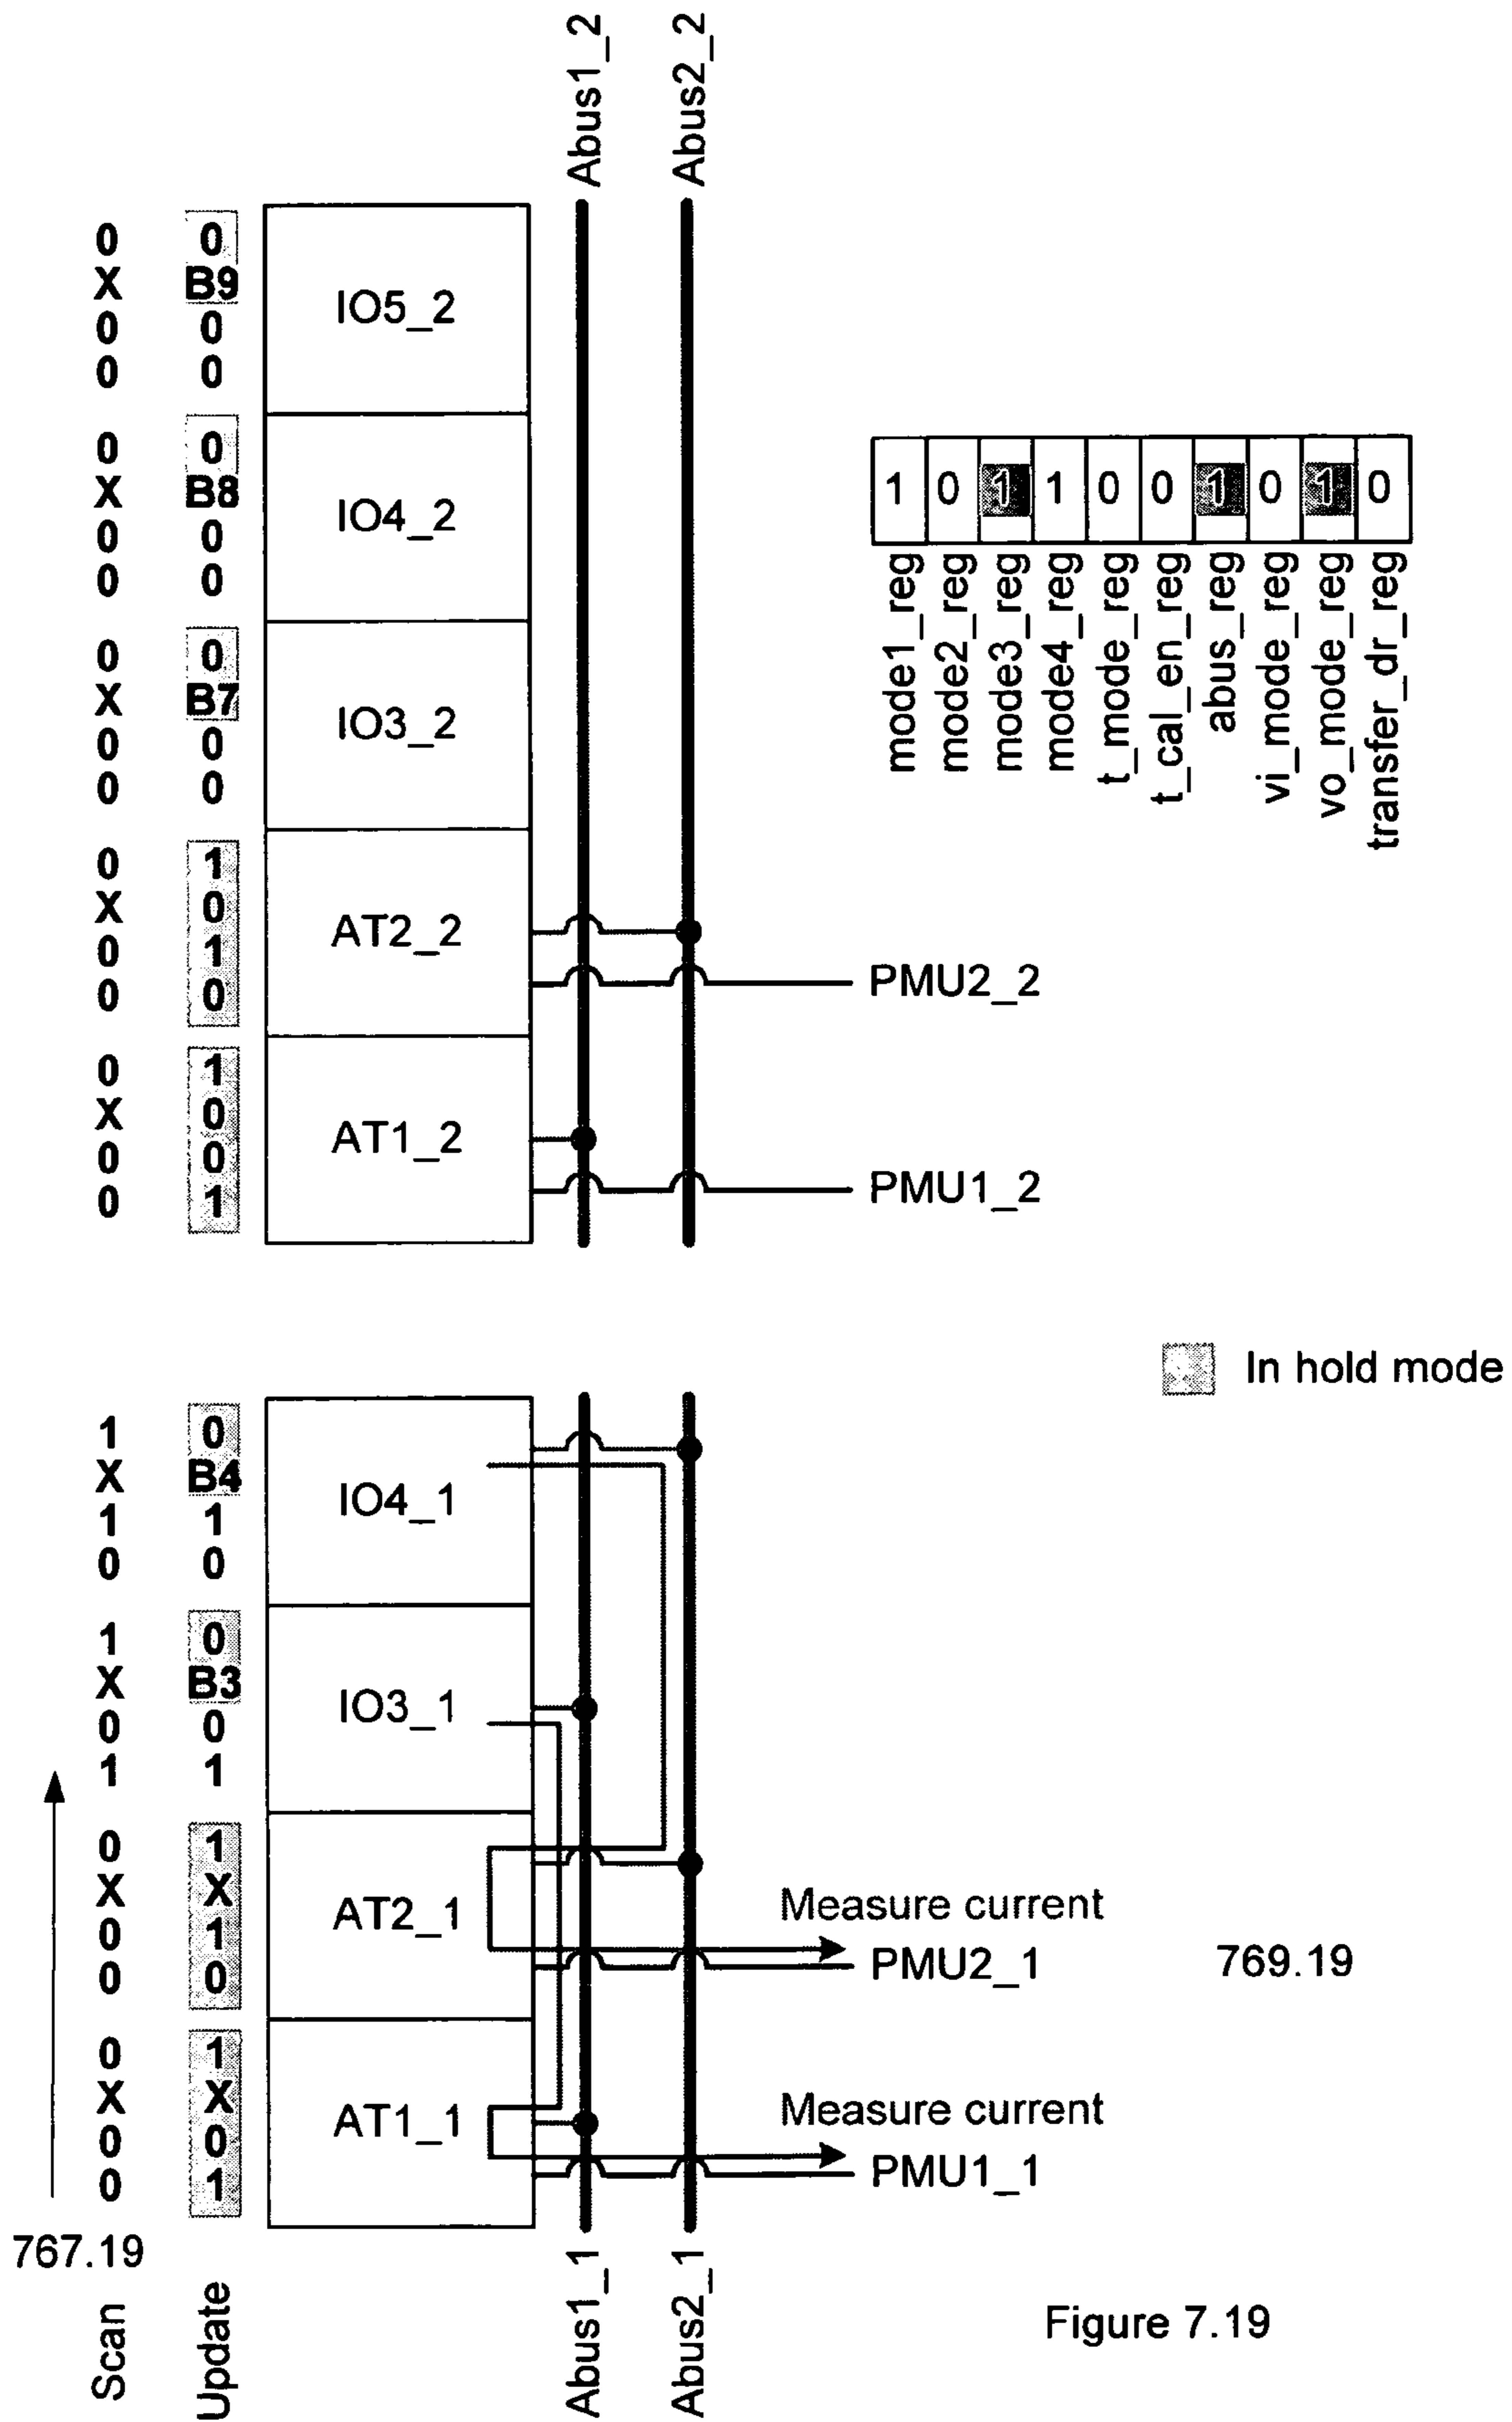 Abus1_2
Abus2_2
0 0
X B9
0 0
0 0
IO5_2
0 0
X B8
0 0
0 0
IO4_2
0 0
X B7
0 0
0 0
IO3_2
0 1
X 0
0 1
0 0
AT2_2
PMU2_2
0 1
X 0
0 0
0 1
AT1_2
PMU1_2
1 0 1 1 0 0 1 0 1 0
mode1_reg
mode2_reg
mode3_reg
mode4_reg
t_mode_reg
t_cal_en_reg
abus_reg
vi_mode_reg
vo_mode_reg
transfer_dr_reg
In hold mode
1 0
X B4
1 1
0 0
IO4_1
1 0
X B3
0 0
1 1
IO3_1
0 1
X X
0 1
0 0
AT2_1
Measure current
PMU2_1
769.19
0 1
X X
0 0
0 1
AT1_1
Measure current
PMU1_1
767.19
Scan
Update
Abus1_1
Abus2_1
Figure 7.19